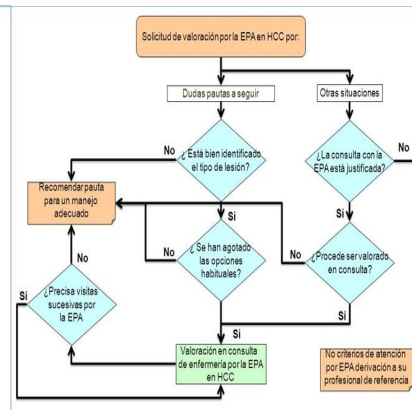 Solicitud de valoración por la EPA en HCC por:
Dudas pautas a seguir
Otras situaciones
No
¿Está bien identificado
el tipo de lesión?
¿La consulta con la
EPA está justificada?
No
Recomendar pauta
para un manejo
adecuado
Si
Si
No
¿Se han agotado
las opciones
habituales?
No
¿Procede ser valorado
en consulta?
No
Si
¿Precisa visitas
sucesivas por
la EPA
Si
Si
Valoración en consulta
de enfermería por la EPA
en HCC
No criterios de atención
por EPA derivación a su
profesional de referencia